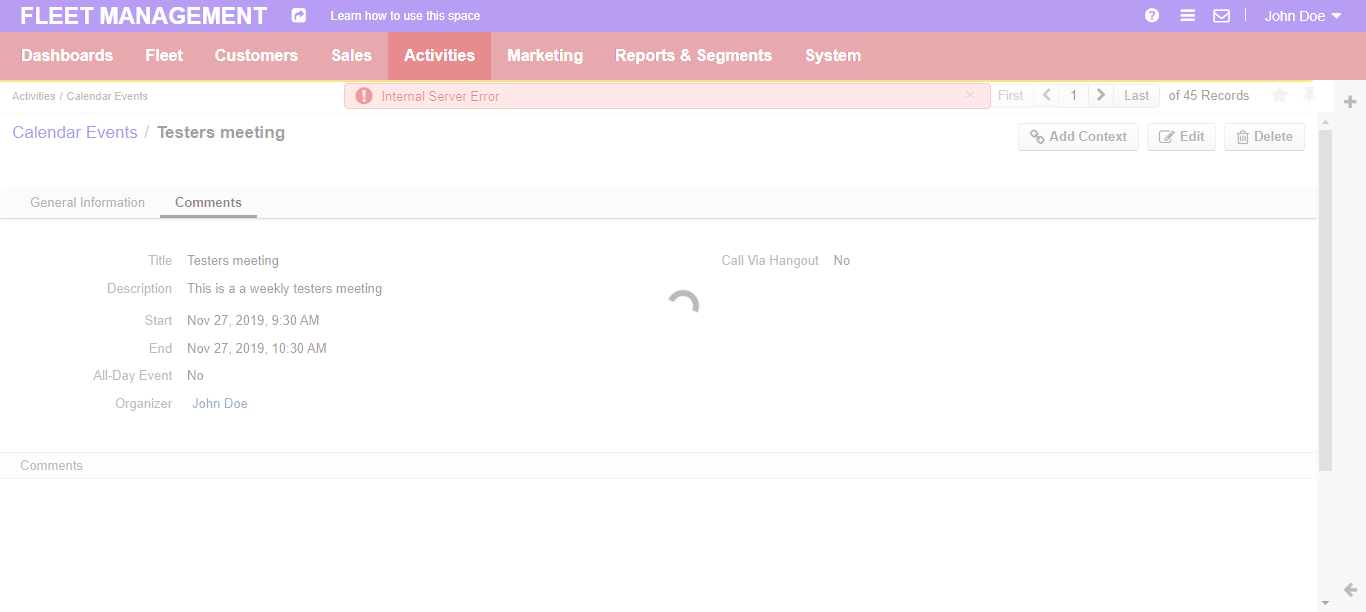 FLEET MANAGEMENT Learn how to use this space John Doe
Dashboards Fleet Customers Sales Activities Marketing Reports & Segments System
Activities / Calendar Events Internal Server Error × First 1 Last of 45 Records
Calendar Events / Testers meeting Add Context Edit Delete
General Information Comments
Title Testers meeting Call Via Hangout No
Description This is a a weekly testers meeting
Start Nov 27, 2019, 9:30 AM
End Nov 27, 2019, 10:30 AM
All-Day Event No
Organizer John Doe
Comments